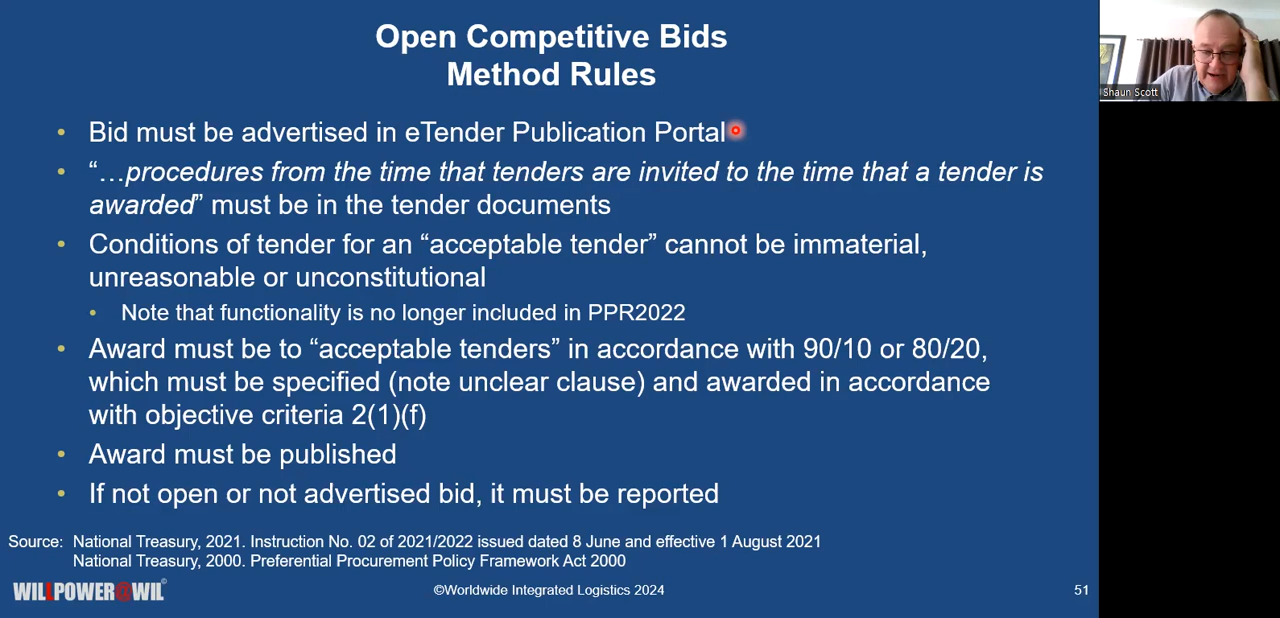 Open Competitive Bids
Method Rules
Shaun Scott
• Bid must be advertised in eTender Publication Portal
• “…procedures from the time that tenders are invited to the time that a tender is
awarded” must be in the tender documents
• Conditions of tender for an “acceptable tender” cannot be immaterial,
unreasonable or unconstitutional
• Note that functionality is no longer included in PPR2022
• Award must be to “acceptable tenders” in accordance with 90/10 or 80/20,
which must be specified (note unclear clause) and awarded in accordance
with objective criteria 2(1)(f)
• Award must be published
• If not open or not advertised bid, it must be reported
Source: National Treasury, 2021. Instruction No. 02 of 2021/2022 issued dated 8 June and effective 1 August 2021
National Treasury, 2000. Preferential Procurement Policy Framework Act 2000
WILLPOWER@WIL©
©Worldwide Integrated Logistics 2024
51